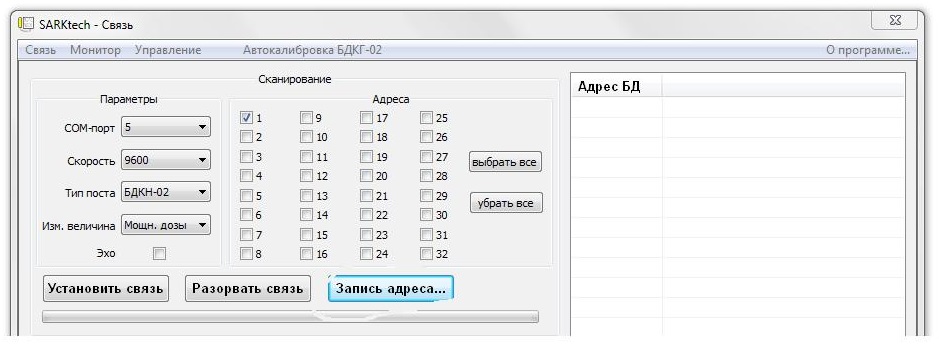 SARKtech - Связь
Связь Монитор Управление Автокалибровка БДКГ-02 О программе...
Сканирование
Параметры
COM-порт 5
Скорость 9600
Тип поста БДКН-02
Изм. величина Мощн. дозы
Эхо
Адреса
1 9 17 25
2 10 18 26
3 11 19 27
4 12 20 28
5 13 21 29
6 14 22 30
7 15 23 31
8 16 24 32
выбрать все
убрать все
Установить связь Разорвать связь Запись адреса...
Адрес БД